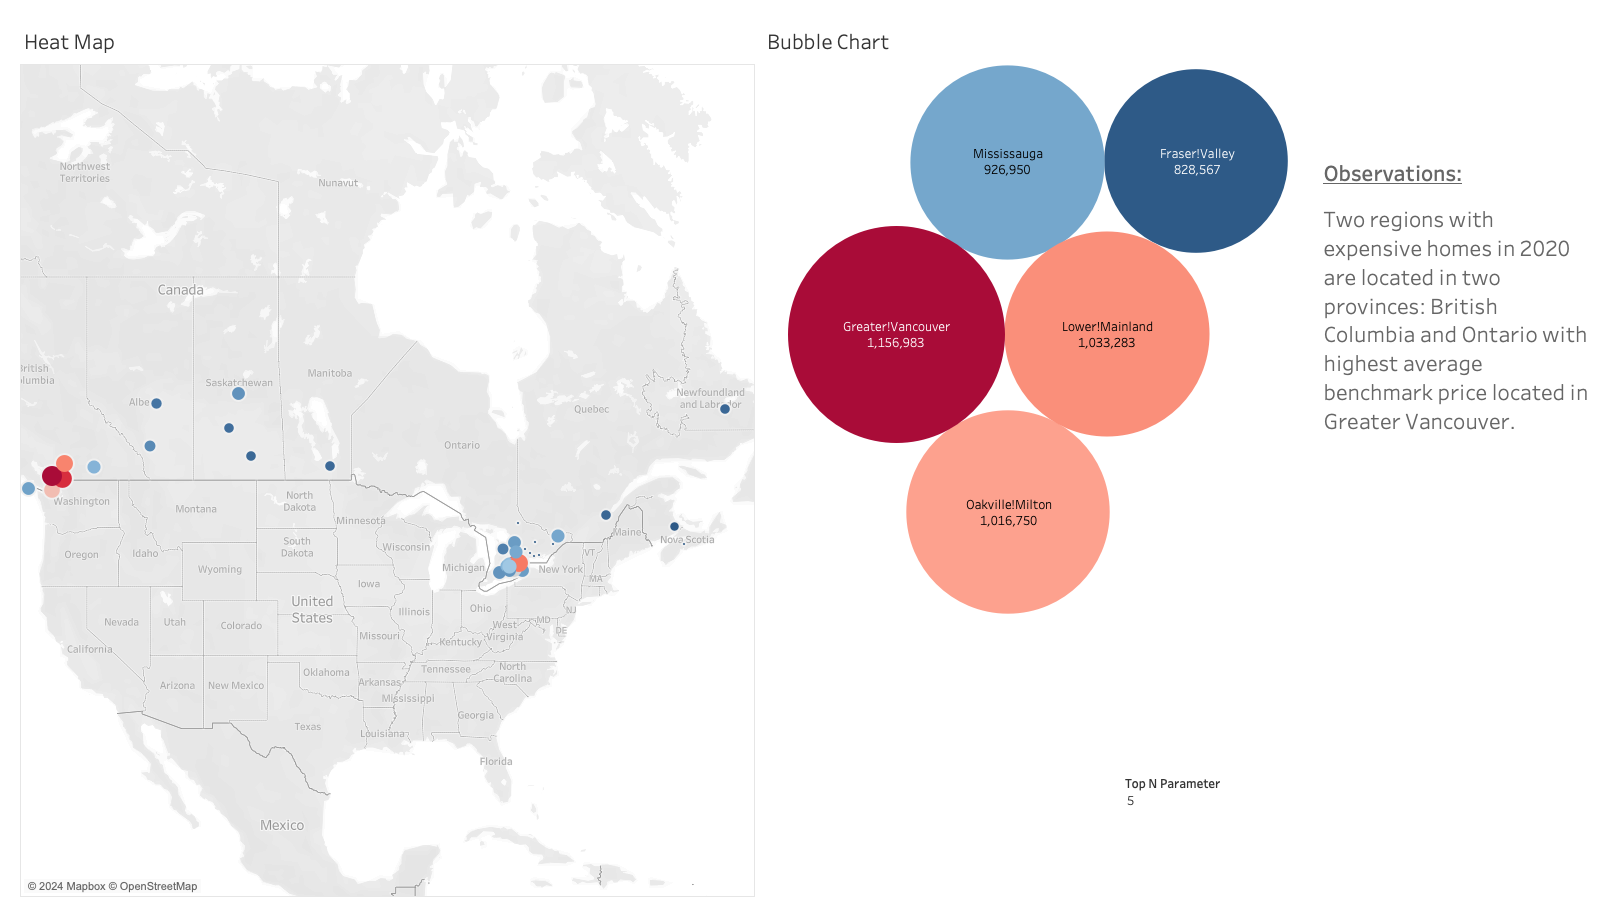 Heat Map
Bubble Chart
Northwest
Territories
Nunavut
Canada
ritish
lumbia
Albe
Saskatchewan
Manitoba
Ontario
Quebec
Newfoundland
and Labrador
Washington
Montana
North
Dakota
Minnesota
Oregon
Idaho
South
Dakota
Wisconsin
Michigan
Maine
Nova Scotia
VT
New York
MA
Wyoming
Iowa
United
States
Nevada
Utah
Colorado
Illinois
Ohio
NJ
MD
DE
West
Virginia
Missouri
Kentucky
California
Arizona
New Mexico
Oklahoma
Arkansas
Tennessee
North
Carolina
Mississippi
Georgia
Texas
Louisiana
Florida
Mexico
© 2024 Mapbox © OpenStreetMap
Mississauga
926,950
Fraser!Valley
828,567
Greater!Vancouver
1,156,983
Lower!Mainland
1,033,283
Oakville!Milton
1,016,750
Observations:
Two regions with
expensive homes in 2020
are located in two
provinces: British
Columbia and Ontario with
highest average
benchmark price located in
Greater Vancouver.
Top N Parameter
5